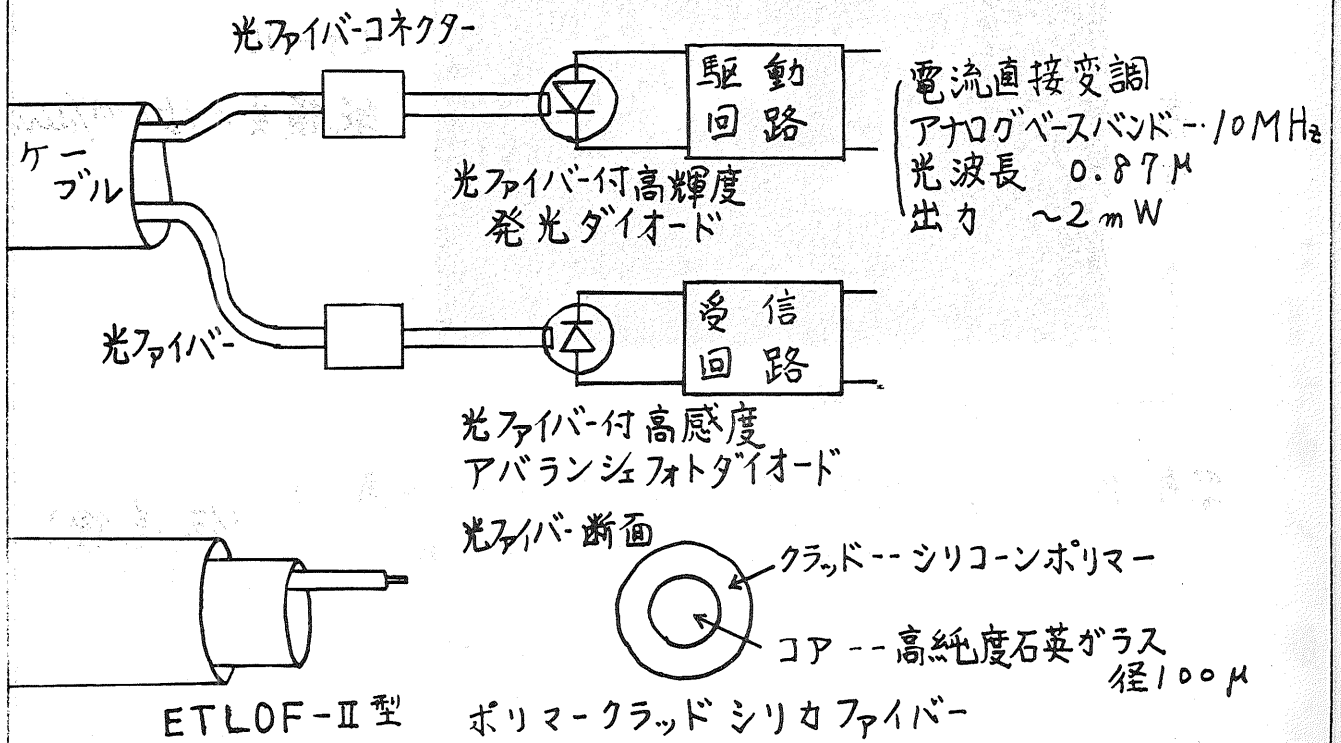 光ファイバーコネクター
ケー
ブル
駆動
回路
電流直接変調
アナログベースバンド--10MHz
光波長 0.87μ
出力 ~2mW
光ファイバー付高輝度
発光ダイオード
光ファイバー
受信
回路
光ファイバー付高感度
アバランシェフォトダイオード
光ファイバー断面
クラッド--シリコーンポリマー
コア--高純度石英ガラス
径100μ
ETLOF-II型 ポリマークラッドシリカファイバー